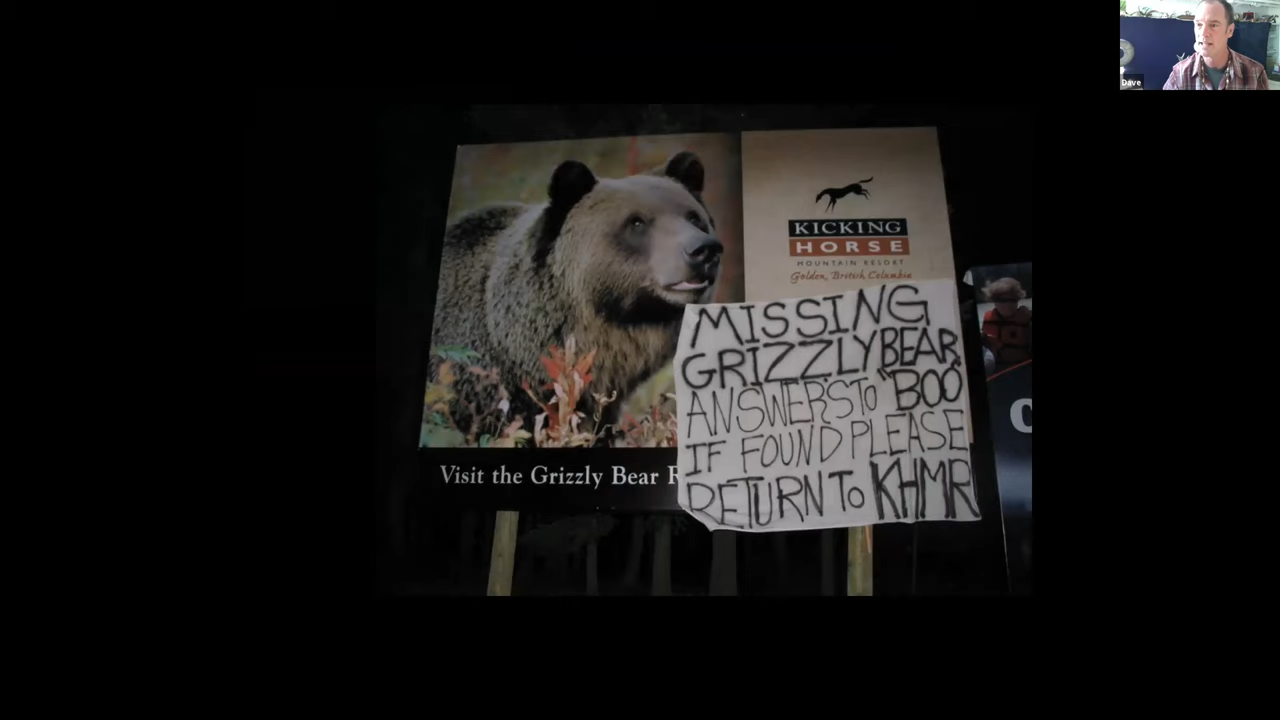 Dave
KICKING
HORSE
MOUNTAIN RESORT
Golden, British Columbia
MISSING
GRIZZLY BEAR
ANSWERS TO "BOO
IF FOUND PLEASE
RETURN TO KHMR
Visit the Grizzly Bear